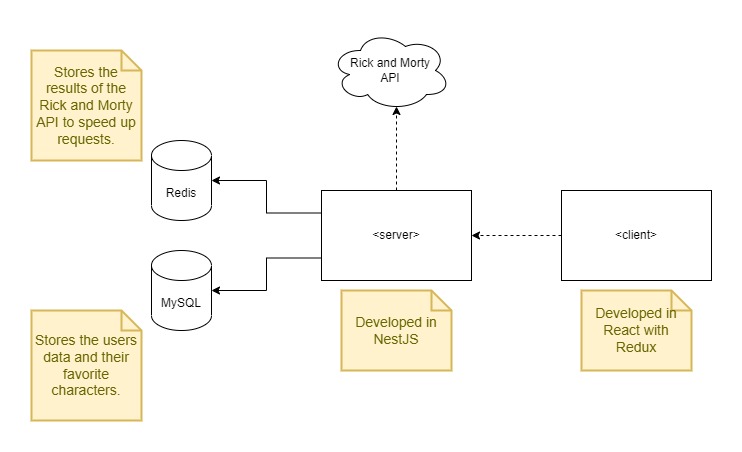 Stores the
results of the
Rick and Morty
API to speed up
requests.
Rick and Morty
API
Redis
<server>
<client>
MySQL
Stores the users
data and their
favorite
characters.
Developed in
NestJS
Developed in
React with
Redux